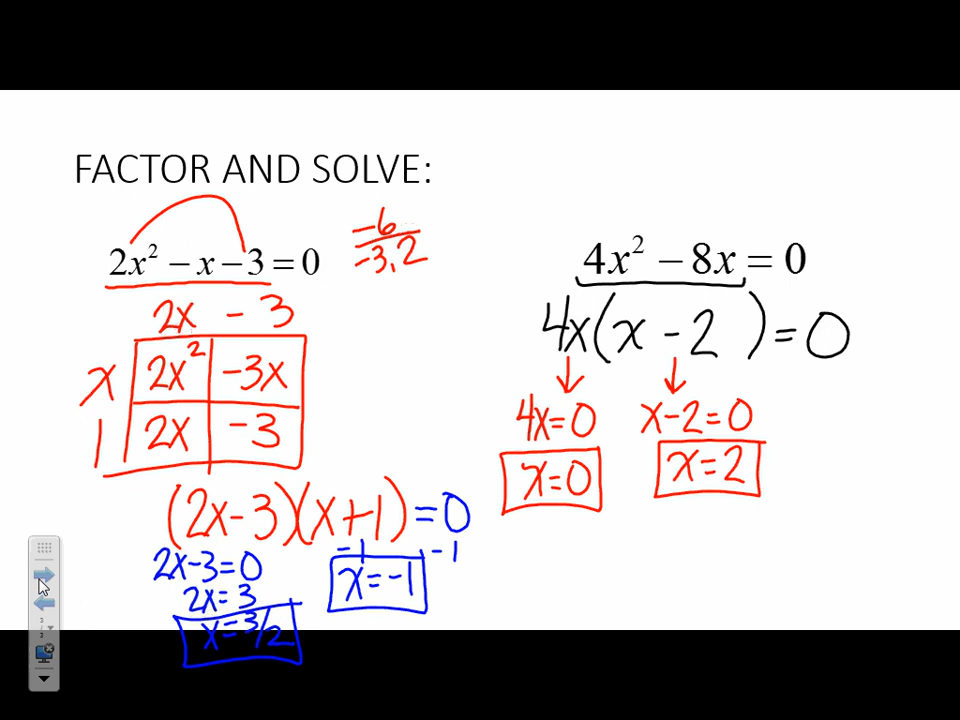 FACTOR AND SOLVE:
2x² − x − 3 = 0
-6
-3, 2
2x - 3
x 2x² -3x
1 2x -3
(2x-3)(x+1)=0
-1 -1
2x-3=0
x=-1
2x=3
x=3/2
4x² − 8x = 0
4x(x-2)=0
4x=0 x-2=0
x=0 x=2